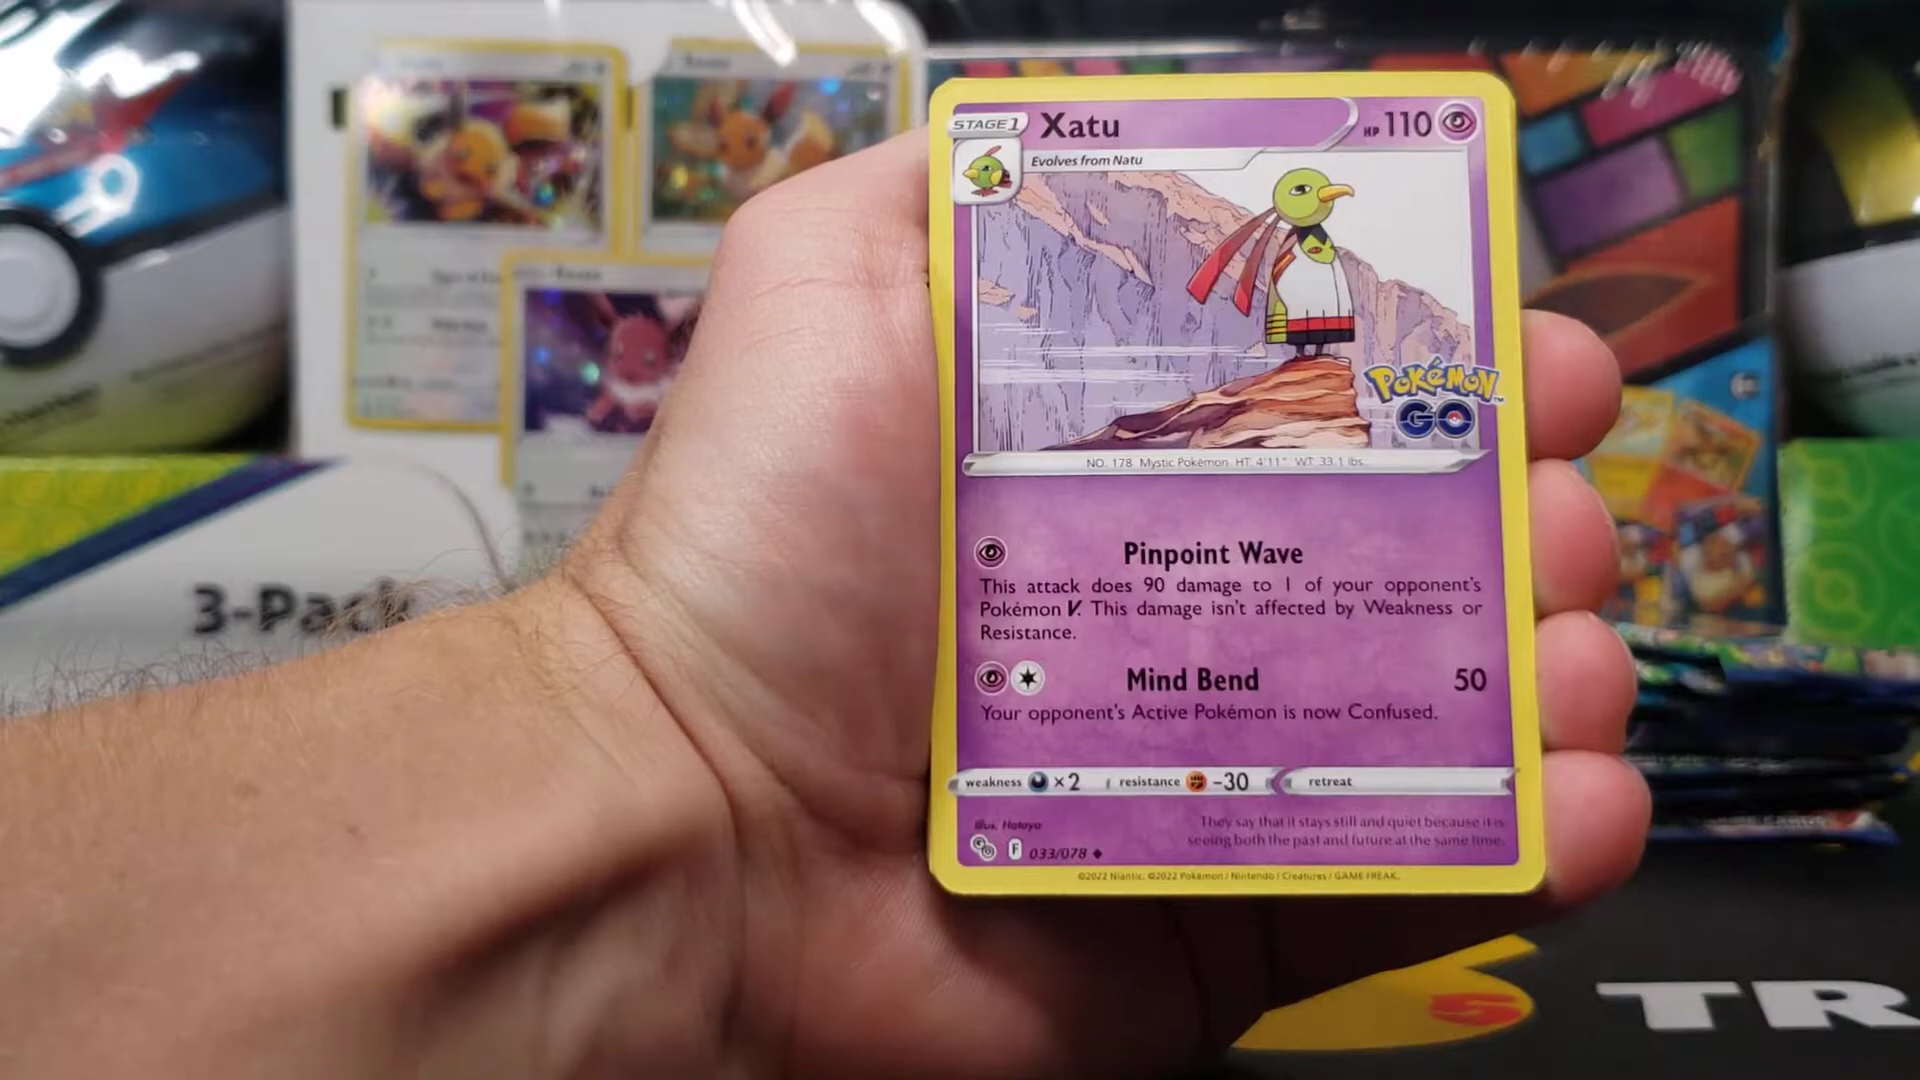 STAGE 1
Xatu
HP 110
Evolves from Natu
POKéMON
GO
NO. 178 Mystic Pokémon HT: 4'11" WT: 33.1 lbs.
Pinpoint Wave
This attack does 90 damage to 1 of your opponent's
Pokémon V. This damage isn't affected by Weakness or
Resistance.
Mind Bend 50
Your opponent's Active Pokémon is now Confused.
weakness ×2 resistance -30 retreat
Illus. Hataya
They say that it stays still and quiet because it is
seeing both the past and future at the same time.
F 033/078
©2022 Niantic. ©2022 Pokémon / Nintendo / Creatures / GAME FREAK.
3-Pack
S TR